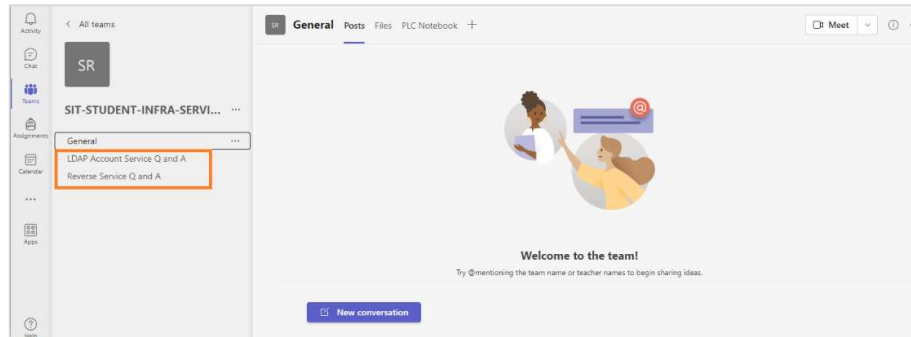 Activity
Chat
Teams
Assignments
Calendar
...
Apps
Help
< All teams
SR
SIT-STUDENT-INFRA-SERVI... ...
General ...
LDAP Account Service Q and A
Reverse Service Q and A
SR General Posts Files PLC Notebook +
Meet
@
Welcome to the team!
Try @mentioning the team name or teacher names to begin sharing ideas.
New conversation